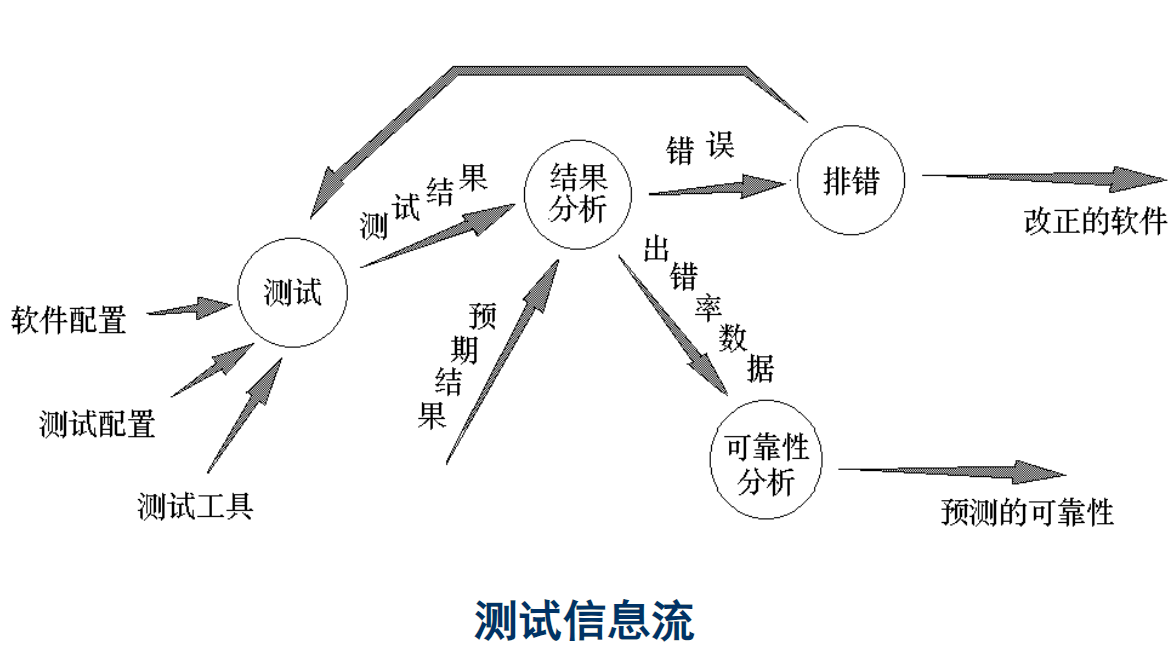 错误
测试结果
结果
分析
排错
改正的软件
出错率数据
测试
软件配置
预期结果
测试配置
可靠性
分析
测试工具
预测的可靠性
测试信息流